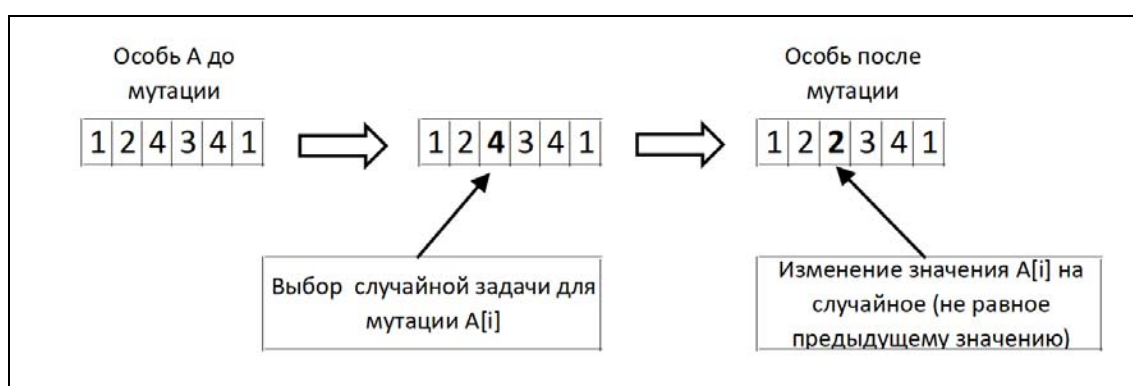 Особь А до
мутации
1 2 4 3 4 1
1 2 4 3 4 1
Особь после
мутации
1 2 2 3 4 1
Выбор случайной задачи для
мутации A[i]
Изменение значения A[i] на
случайное (не равное
предыдущему значению)